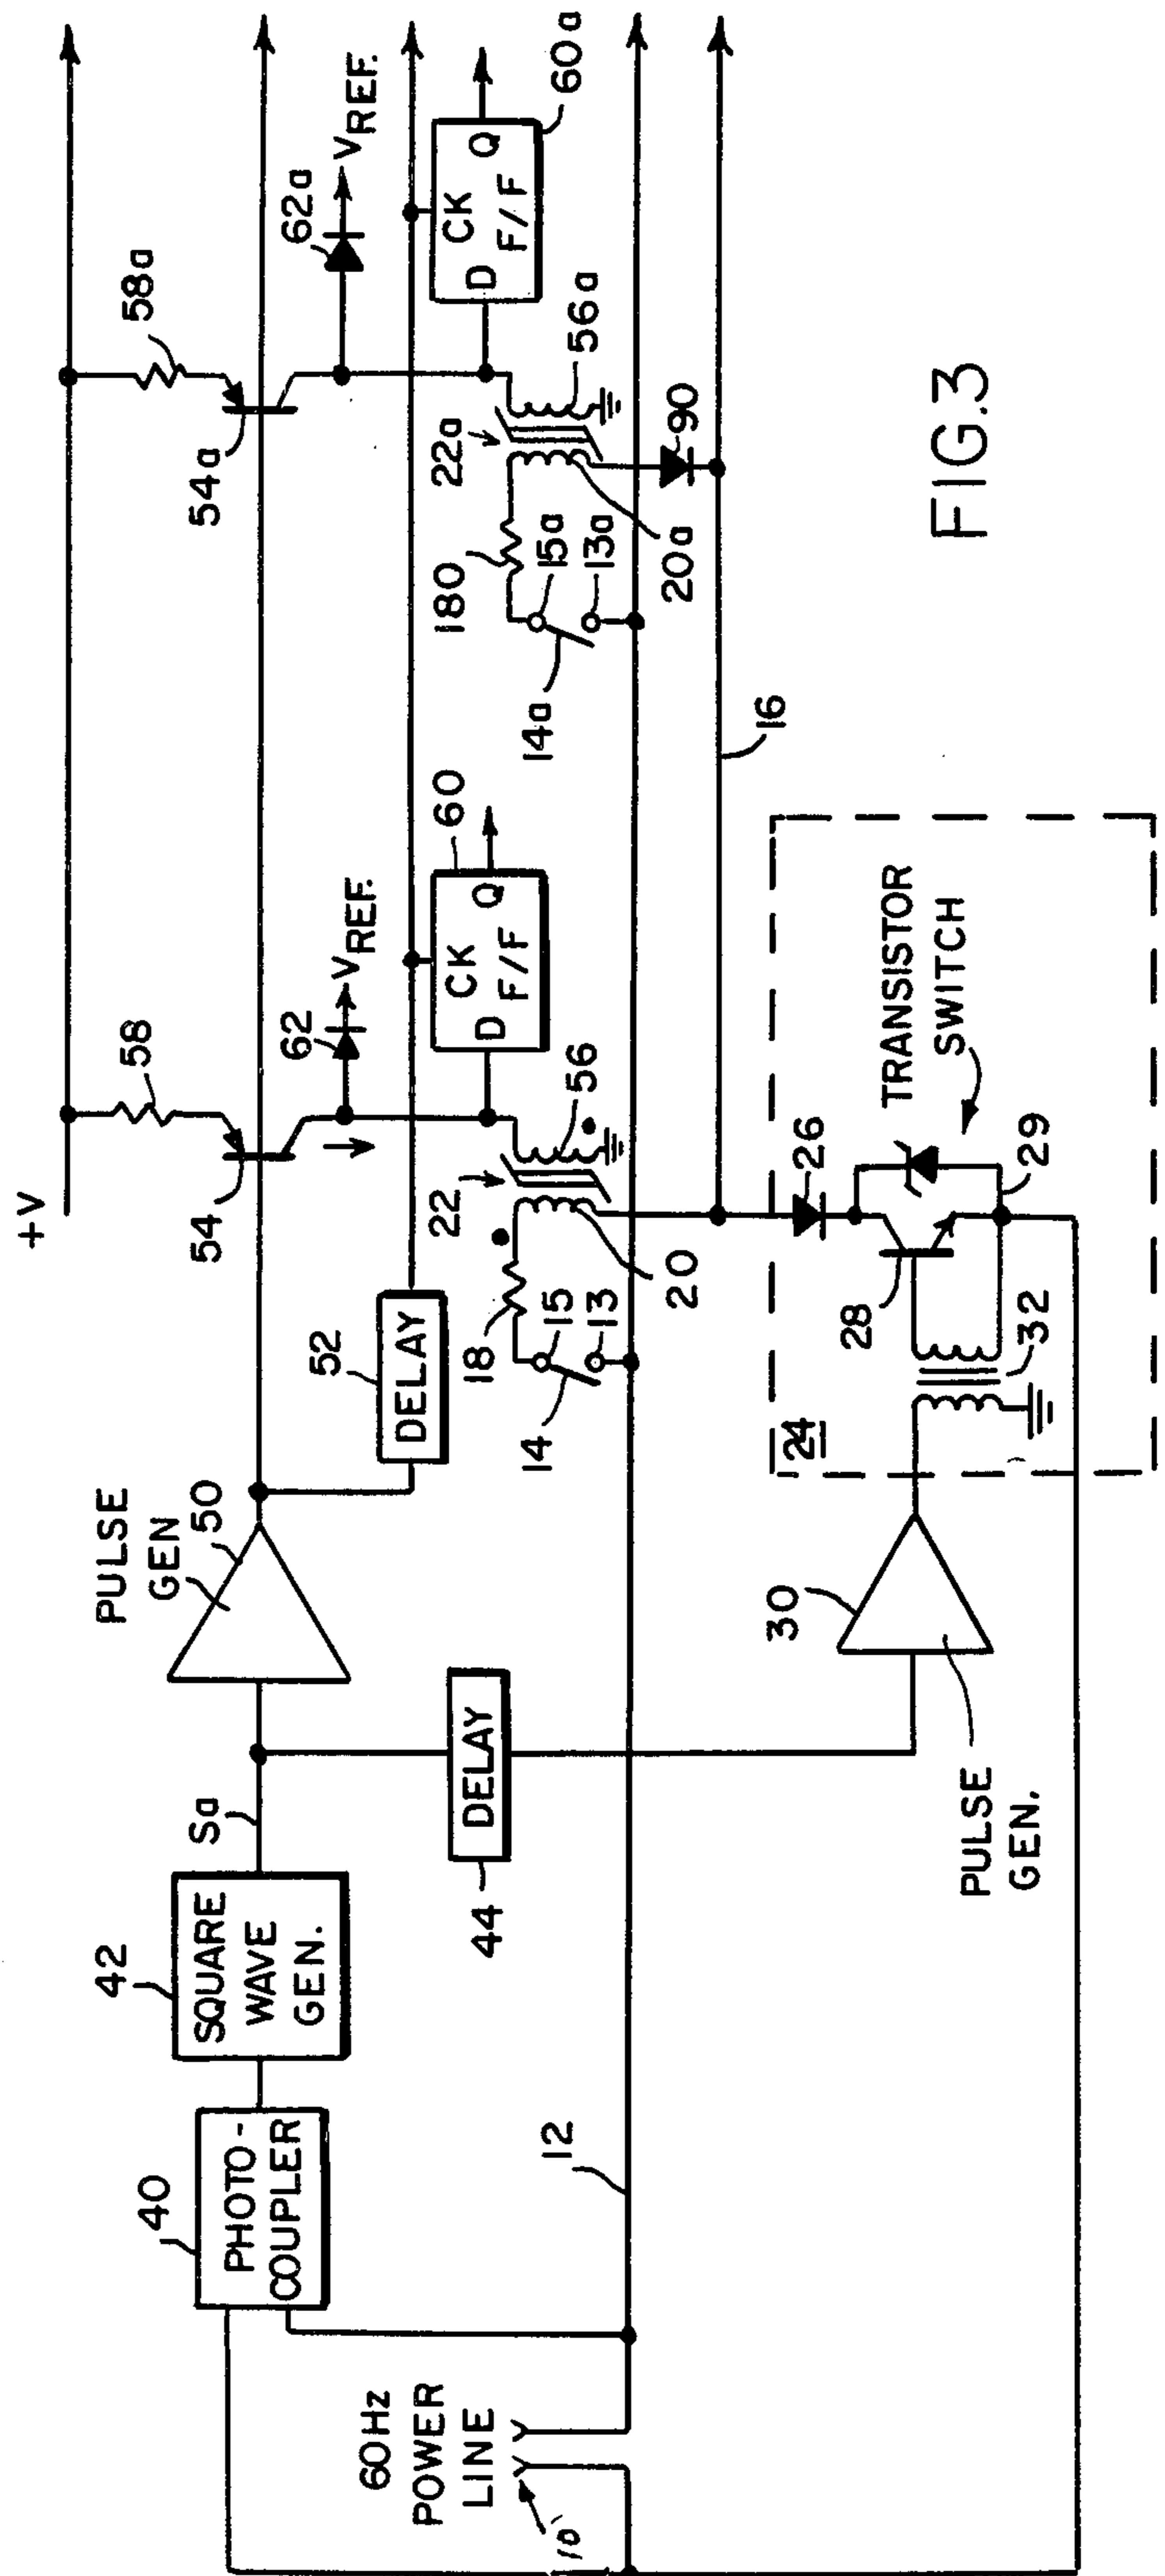 +V
58
58a
54
62
VREF.
54a
62a
VREF.
PULSE
GEN
50
52
DELAY
60
CK
D
Q
F/F
60a
CK
D
Q
F/F
22
56
22a
56a
18
15
13
14
20
180
15a
13a
14a
20a
90
16
Sa
42
SQUARE
WAVE
GEN.
40
PHOTO-
COUPLER
DELAY
44
12
60Hz
POWER
LINE
10
30
PULSE
GEN.
24
26
28
29
32
TRANSISTOR
SWITCH
FIG.3